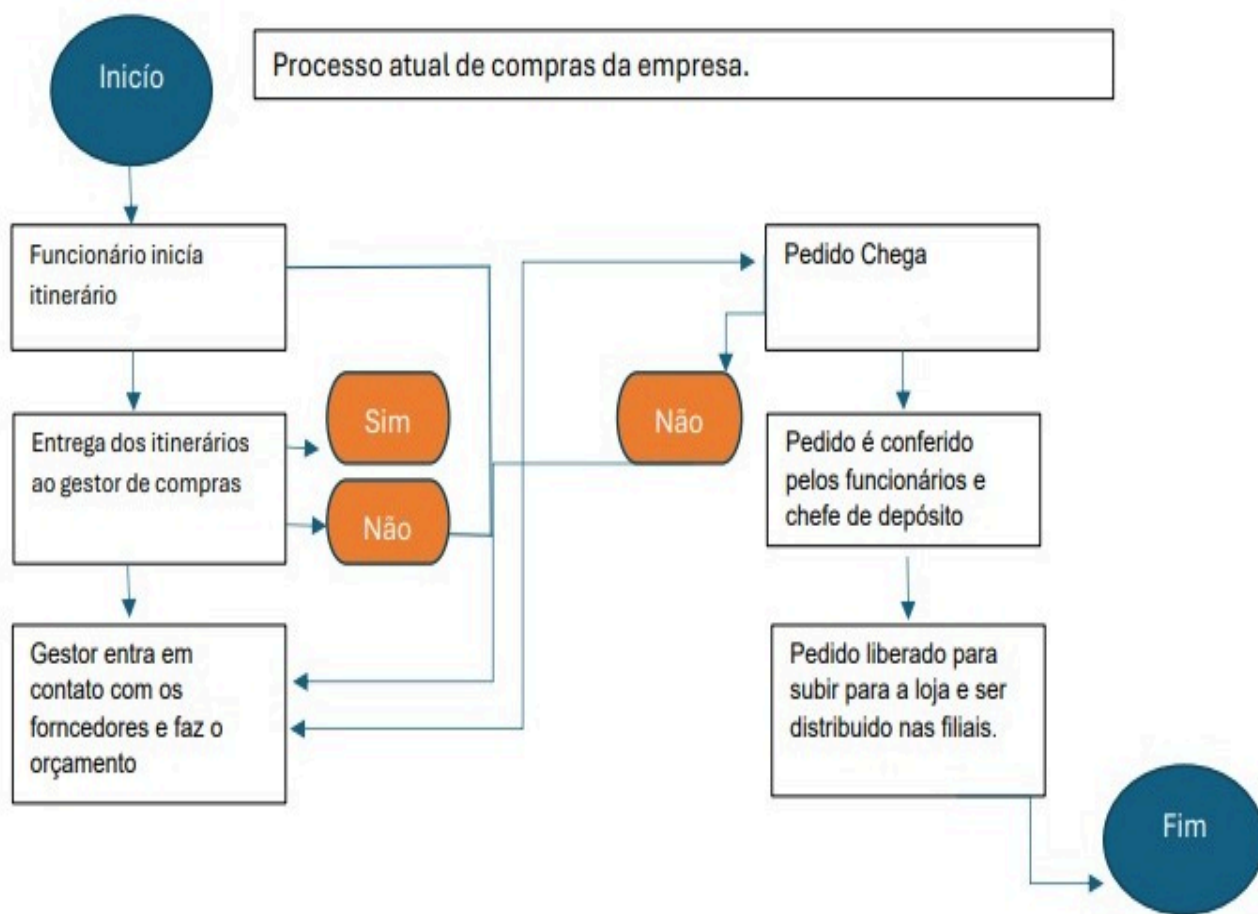 Inicío
Processo atual de compras da empresa.
Funcionário inicía
itinerário
Entrega dos itinerários
ao gestor de compras
Sim
Não
Gestor entra em
contato com os
forncedores e faz o
orçamento
Pedido Chega
Não
Pedido é conferido
pelos funcionários e
chefe de depósito
Pedido liberado para
subir para a loja e ser
distribuido nas filiais.
Fim